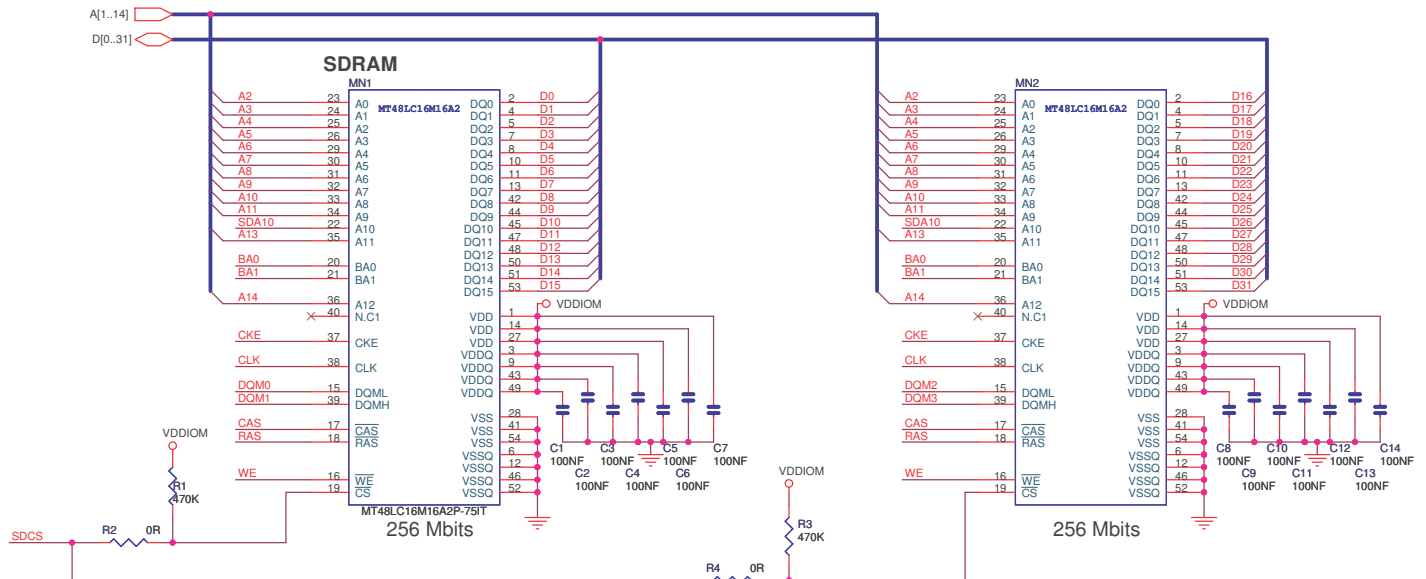 A[1..14]
D[0..31]
SDRAM
MN1
MN2
MT48LC16M16A2
MT48LC16M16A2
A2 23 A0 DQ0 2 D0
A3 24 A1 DQ1 4 D1
A4 25 A2 DQ2 5 D2
A5 26 A3 DQ3 7 D3
A6 29 A4 DQ4 8 D4
A7 30 A5 DQ5 10 D5
A8 31 A6 DQ6 11 D6
A9 32 A7 DQ7 13 D7
A10 33 A8 DQ8 42 D8
A11 34 A9 DQ9 44 D9
SDA10 22 A10 DQ10 45 D10
A13 35 A11 DQ11 47 D11
DQ12 48 D12
BA0 20 BA0 DQ13 50 D13
BA1 21 BA1 DQ14 51 D14
DQ15 53 D15
A14 36 A12
VDDIOM
40 N.C1 VDD 1
VDD 14
CKE 37 CKE VDD 27
VDDQ 3
CLK 38 CLK VDDQ 9
VDDQ 43
DQM0 15 DQML VDDQ 49
DQM1 39 DQMH
VSS 28
CAS 17 CAS VSS 41
RAS 18 RAS VSS 54
VSSQ 6
VSSQ 12
WE 16 WE VSSQ 46
19 CS VSSQ 52
C1 C3 C5 C7
100NF 100NF 100NF 100NF
C2 C4 C6
100NF 100NF 100NF
MT48LC16M16A2P-75IT
256 Mbits
VDDIOM
R1
470K
R2 0R
SDCS
VDDIOM
R3
470K
R4 0R
A2 23 A0 DQ0 2 D16
A3 24 A1 DQ1 4 D17
A4 25 A2 DQ2 5 D18
A5 26 A3 DQ3 7 D19
A6 29 A4 DQ4 8 D20
A7 30 A5 DQ5 10 D21
A8 31 A6 DQ6 11 D22
A9 32 A7 DQ7 13 D23
A10 33 A8 DQ8 42 D24
A11 34 A9 DQ9 44 D25
SDA10 22 A10 DQ10 45 D26
A13 35 A11 DQ11 47 D27
DQ12 48 D28
BA0 20 BA0 DQ13 50 D29
BA1 21 BA1 DQ14 51 D30
DQ15 53 D31
A14 36 A12
VDDIOM
40 N.C1 VDD 1
VDD 14
CKE 37 CKE VDD 27
VDDQ 3
CLK 38 CLK VDDQ 9
VDDQ 43
DQM2 15 DQML VDDQ 49
DQM3 39 DQMH
VSS 28
CAS 17 CAS VSS 41
RAS 18 RAS VSS 54
VSSQ 6
VSSQ 12
WE 16 WE VSSQ 46
19 CS VSSQ 52
C8 C10 C12 C14
100NF 100NF 100NF 100NF
C9 C11 C13
100NF 100NF 100NF
256 Mbits